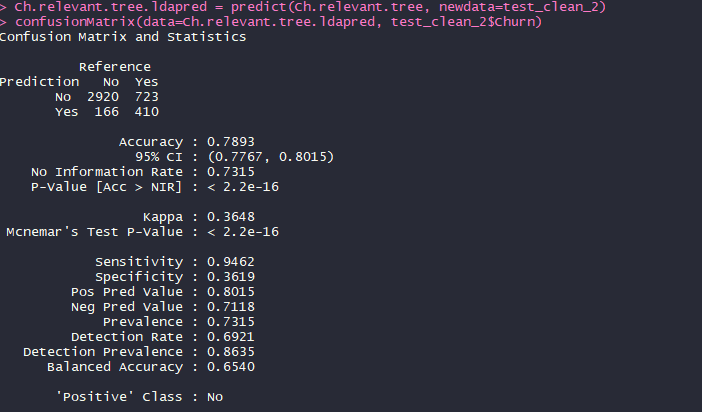 > Ch.relevant.tree.ldapred = predict(Ch.relevant.tree, newdata=test_clean_2)
> confusionMatrix(data=Ch.relevant.tree.ldapred, test_clean_2$Churn)
Confusion Matrix and Statistics
Reference
Prediction No Yes
No 2920 723
Yes 166 410
Accuracy : 0.7893
95% CI : (0.7767, 0.8015)
No Information Rate : 0.7315
P-Value [Acc > NIR] : < 2.2e-16
Kappa : 0.3648
Mcnemar's Test P-Value : < 2.2e-16
Sensitivity : 0.9462
Specificity : 0.3619
Pos Pred Value : 0.8015
Neg Pred Value : 0.7118
Prevalence : 0.7315
Detection Rate : 0.6921
Detection Prevalence : 0.8635
Balanced Accuracy : 0.6540
'Positive' Class : No